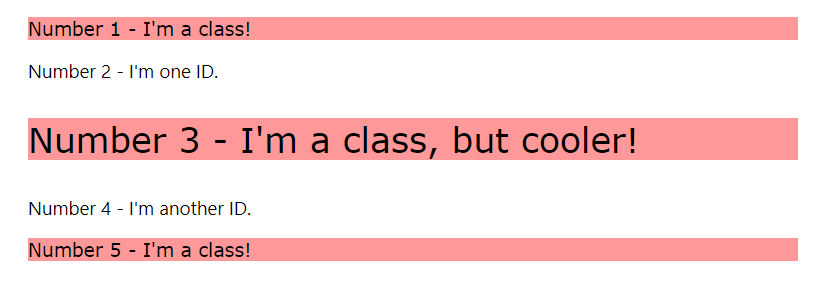 Number 1 - I'm a class!
Number 2 - I'm one ID.
Number 3 - I'm a class, but cooler!
Number 4 - I'm another ID.
Number 5 - I'm a class!